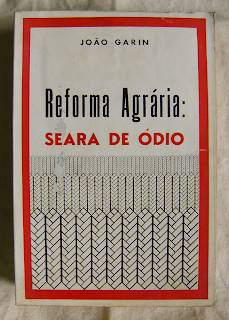 JOÃO GARIN
Reforma Agrária:
SEARA DE ÓDIO